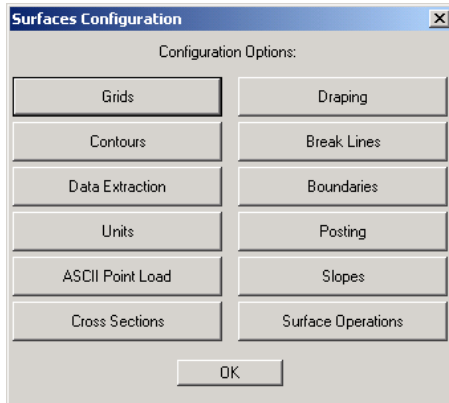 Surfaces Configuration
Configuration Options:
Grids
Draping
Contours
Break Lines
Data Extraction
Boundaries
Units
Posting
ASCII Point Load
Slopes
Cross Sections
Surface Operations
OK